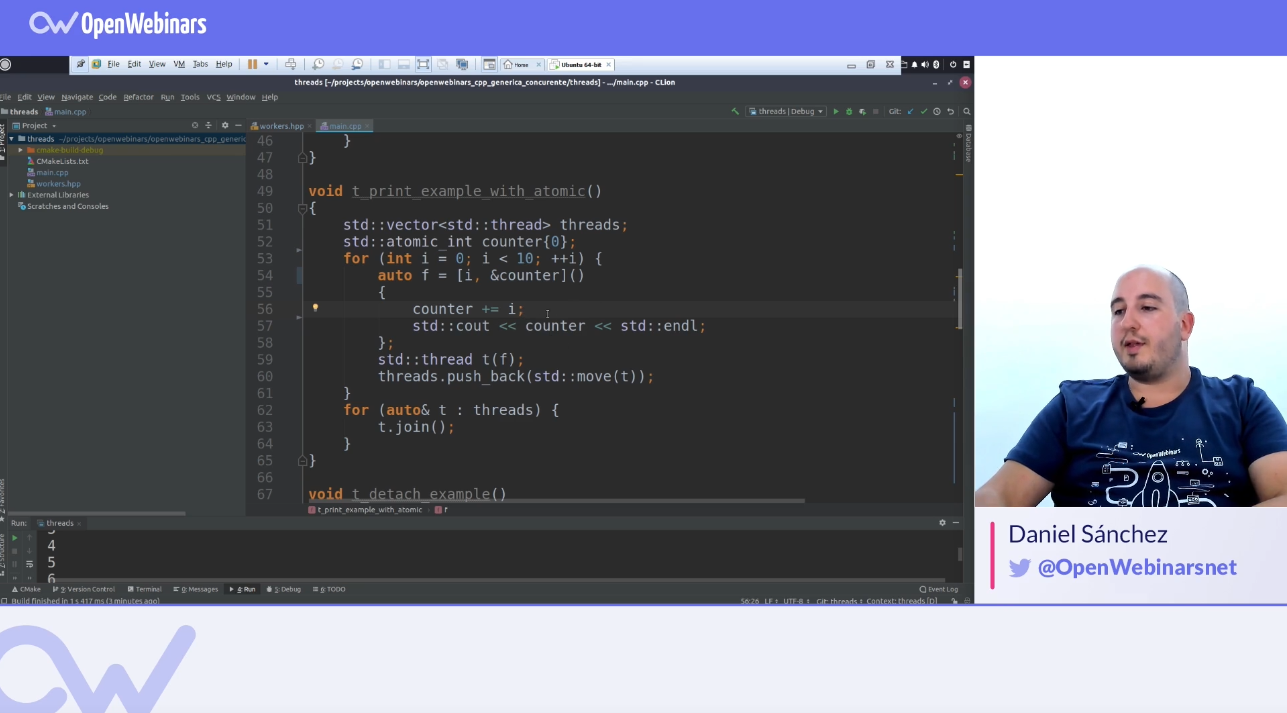 OpenWebinars
File Edit View VM Tabs Help
Home
Ubuntu 64-bit
threads [~/projects/openwebinars/openwebinars_cpp_generica_concurente/threads] - .../main.cpp - CLion
File Edit View Navigate Code Refactor Run Tools VCS Window Help
threads main.cpp
threads | Debug
Git:
Project
workers.hpp
main.cpp
threads ~/projects/openwebinars/openwebinars_cpp_generic
cmake-build-debug
CMakeLists.txt
main.cpp
workers.hpp
External Libraries
Scratches and Consoles
Database
46 }
47 }
48
49 void t_print_example_with_atomic()
50 {
51 std::vector<std::thread> threads;
52 std::atomic_int counter{0};
53 for (int i = 0; i < 10; ++i) {
54 auto f = [i, &counter]()
55 {
56 counter += i;
57 std::cout << counter << std::endl;
58 };
59 std::thread t(f);
60 threads.push_back(std::move(t));
61 }
62 for (auto& t : threads) {
63 t.join();
64 }
65 }
66
67 void t_detach_example()
t_print_example_with_atomic f
Run: threads
4
5
6
CMake 9: Version Control Terminal 0: Messages 4: Run 5: Debug 6: TODO Event Log
Build finished in 1 s 417 ms (3 minutes ago)
56:26 LF UTF-8 Git: threads Context: threads [D]
Daniel Sánchez
@OpenWebinarsnet
OpenWebinars